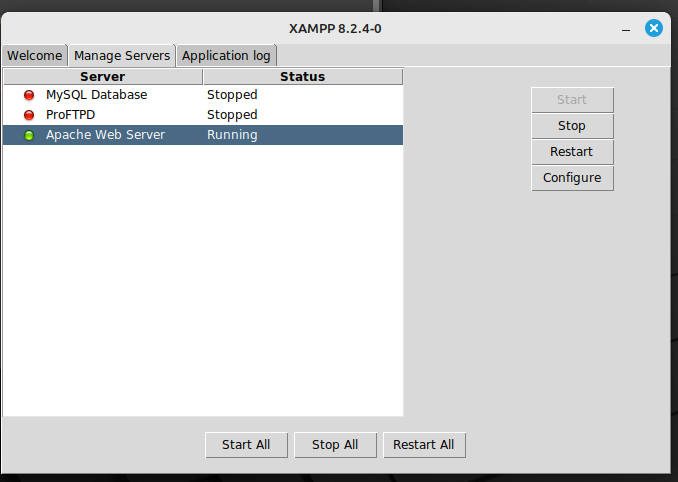 XAMPP 8.2.4-0
Welcome Manage Servers Application log
Server Status
MySQL Database Stopped
ProFTPD Stopped
Apache Web Server Running
Start
Stop
Restart
Configure
Start All Stop All Restart All